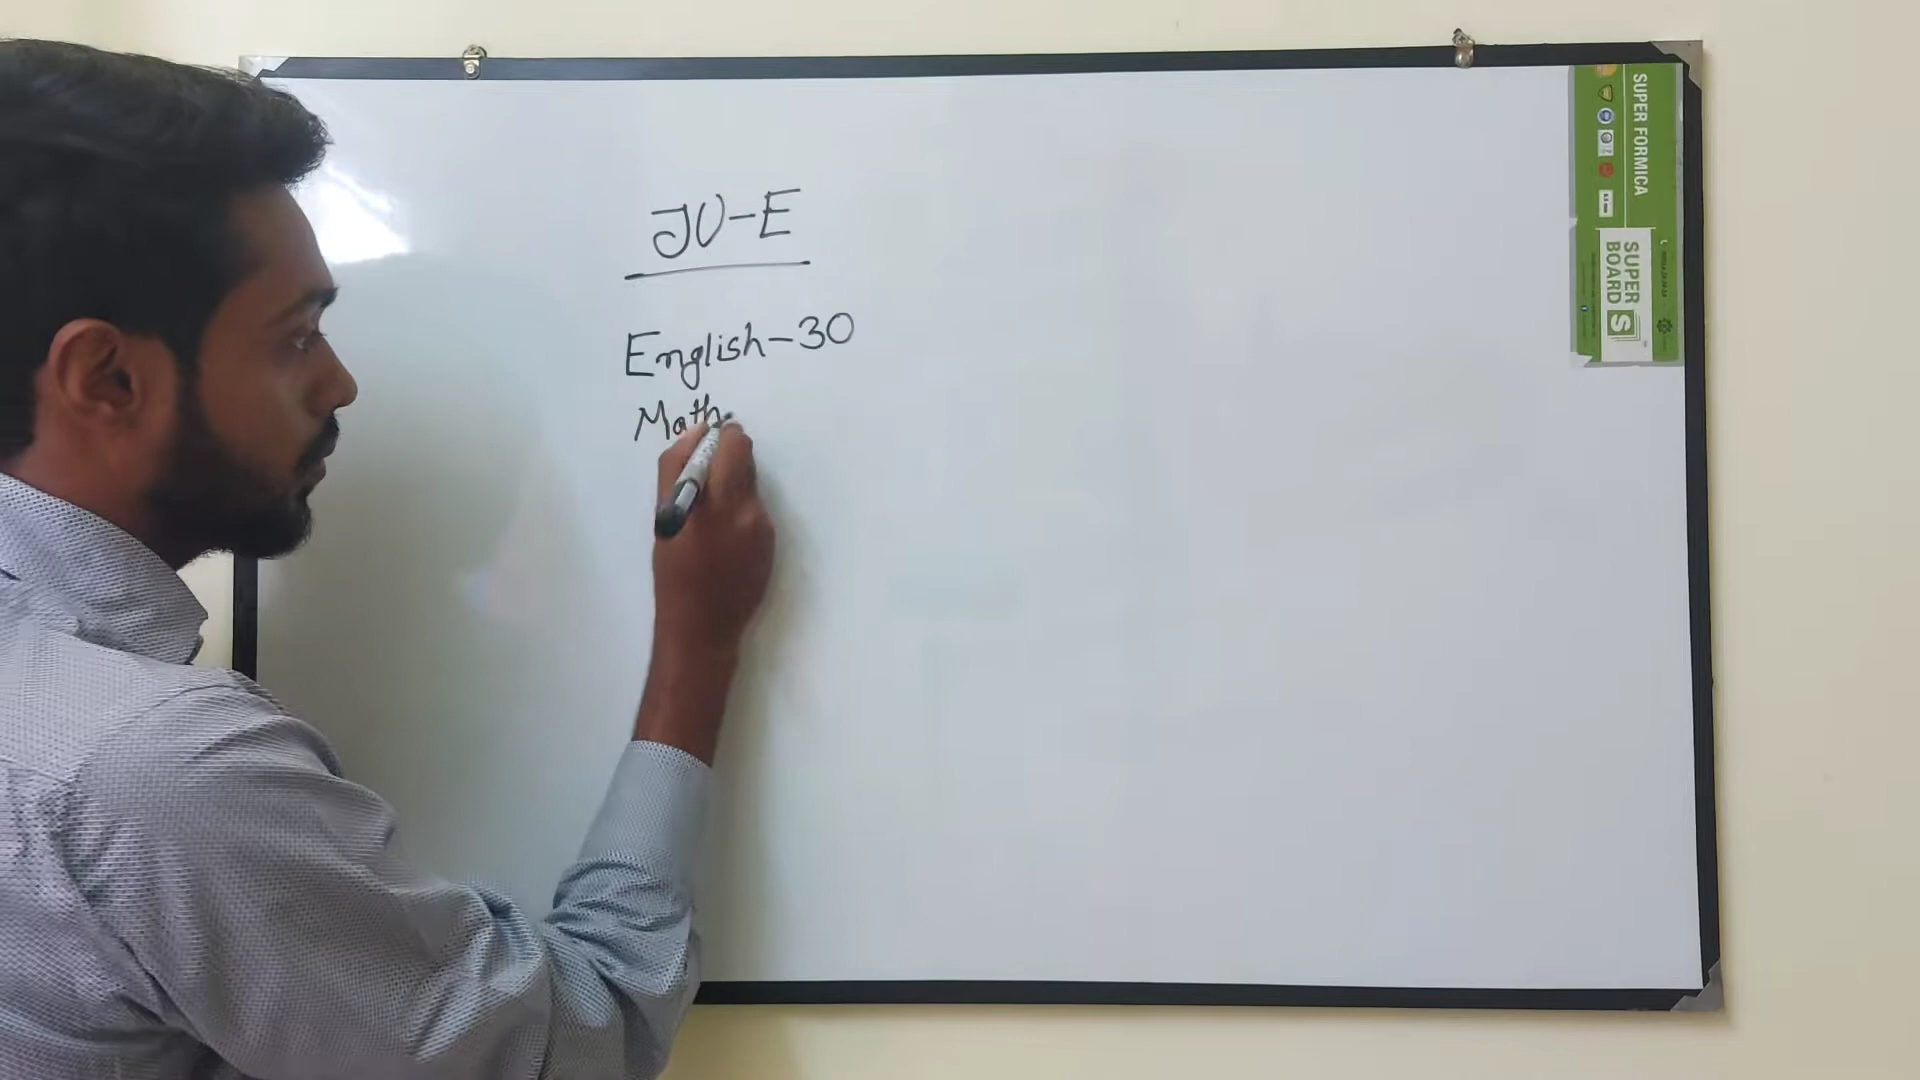 JU-E
English-30
Math
SUPER FORMICA
SUPER
BOARD
S